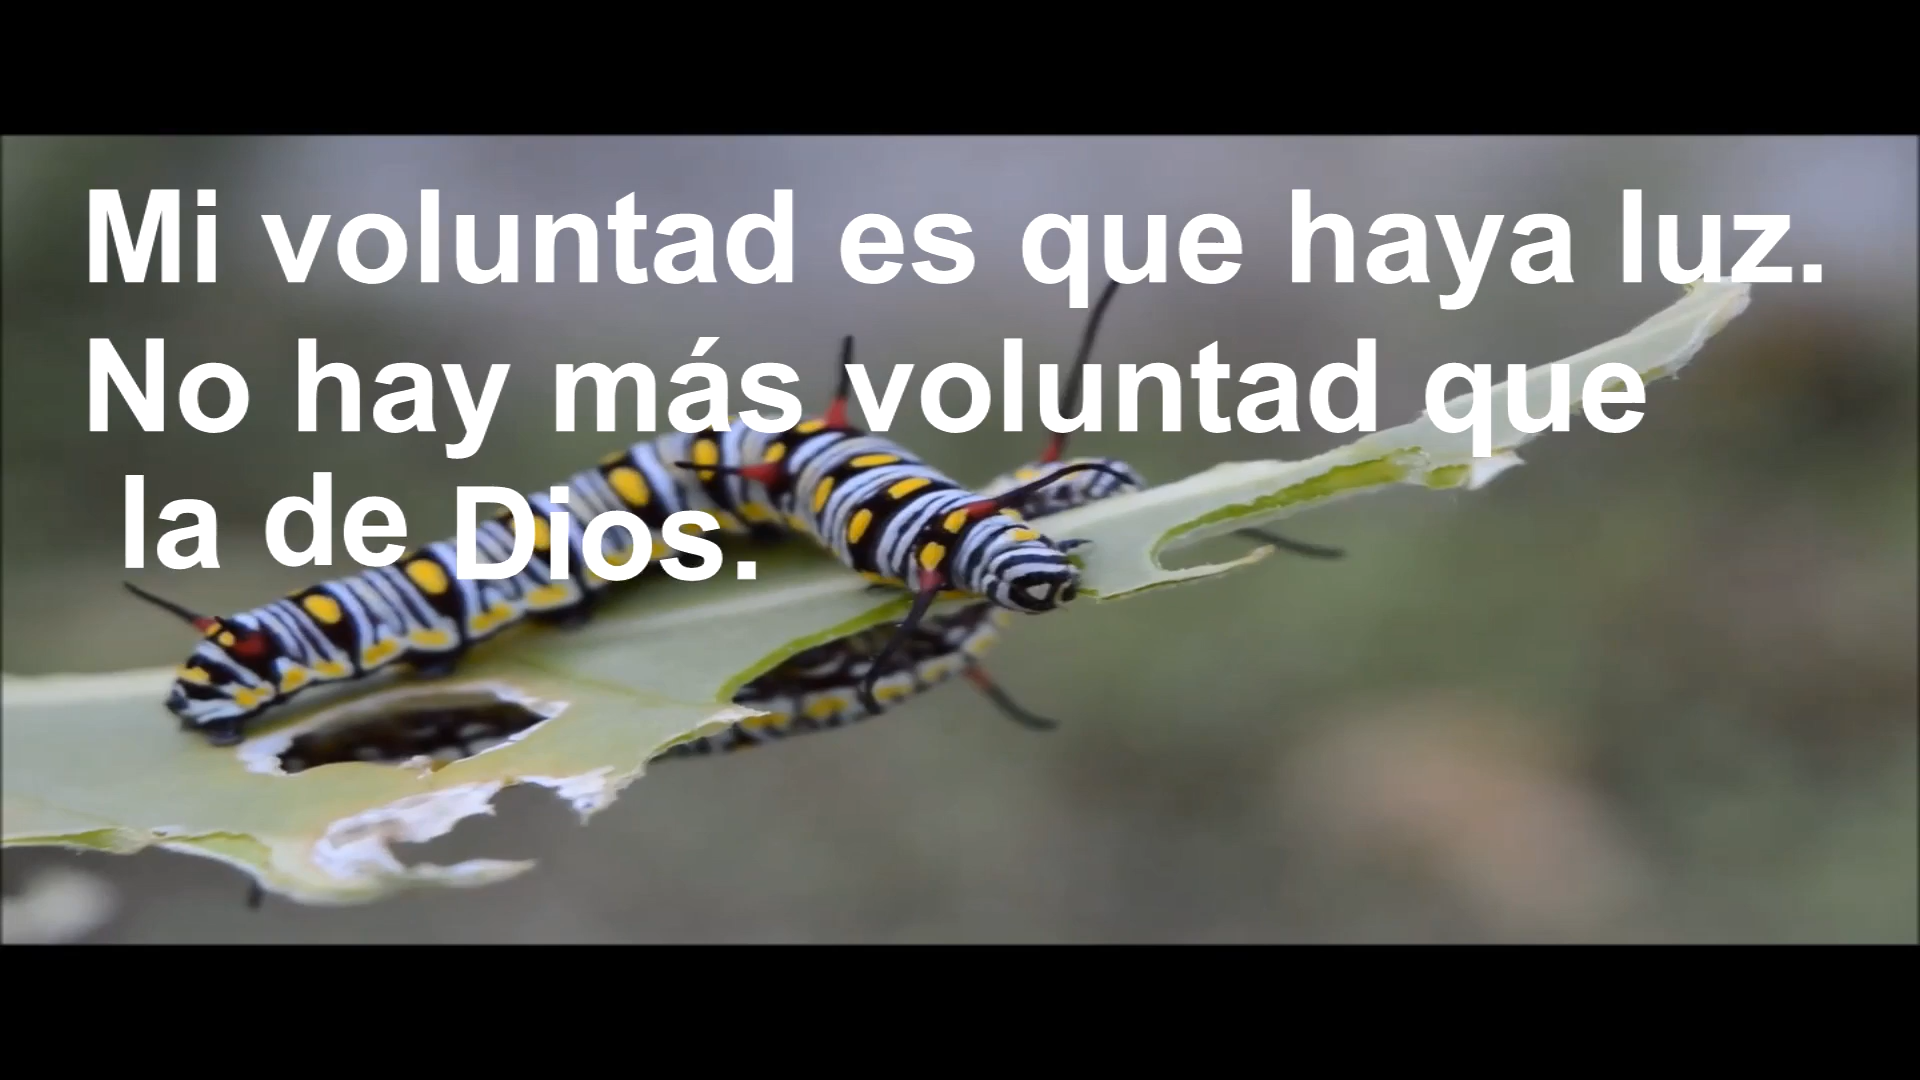 Mi voluntad es que haya luz.
No hay más voluntad que
la de Dios.